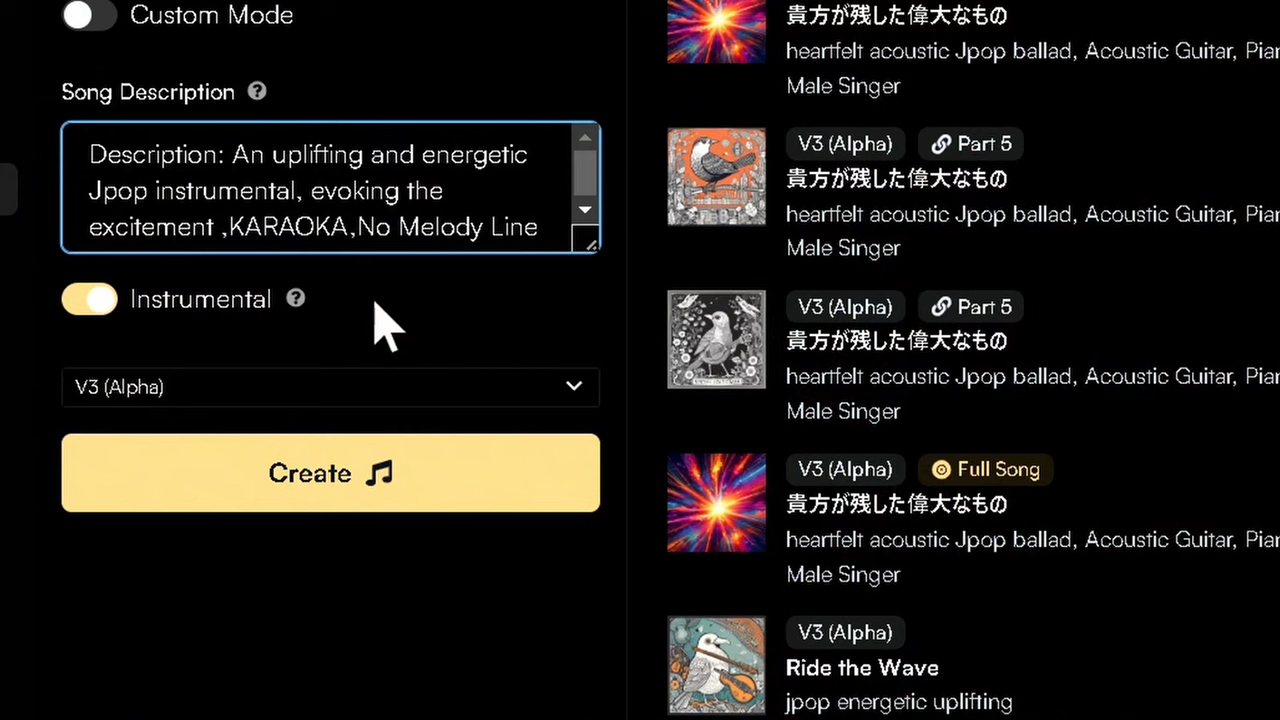 Custom Mode
Song Description
Description: An uplifting and energetic
Jpop instrumental, evoking the
excitement ,KARAOKA,No Melody Line
Instrumental
V3 (Alpha)
Create
貴方が残した偉大なもの
heartfelt acoustic Jpop ballad, Acoustic Guitar, Pian
Male Singer
V3 (Alpha) Part 5
貴方が残した偉大なもの
heartfelt acoustic Jpop ballad, Acoustic Guitar, Pian
Male Singer
V3 (Alpha) Part 5
貴方が残した偉大なもの
heartfelt acoustic Jpop ballad, Acoustic Guitar, Pian
Male Singer
V3 (Alpha) Full Song
貴方が残した偉大なもの
heartfelt acoustic Jpop ballad, Acoustic Guitar, Pian
Male Singer
V3 (Alpha)
Ride the Wave
jpop energetic uplifting